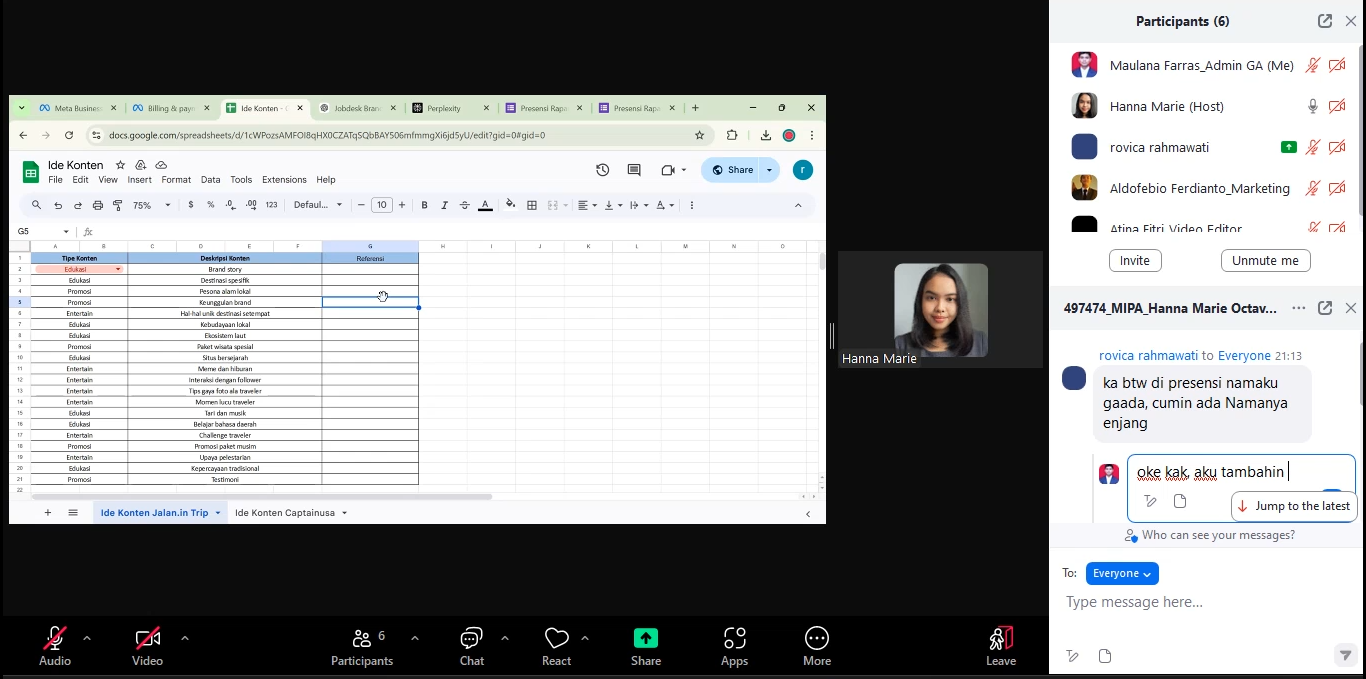 Meta Business
Billing & paym
Ide Konten - G
Jobdesk Bran
Perplexity
Presensi Rapa
Presensi Rapa
docs.google.com/spreadsheets/d/1cWPozsAMFOI8qHX0CZATqSQbBAY506mfmmgXi6jd5yU/edit?gid=0#gid=0
Ide Konten
File Edit View Insert Format Data Tools Extensions Help
Share
r
75% $ % .0 .00 123 Defaul... − 10 + B I S A
G5 fx
A B C D E F G H I J K L M N O
1 Tipe Konten Deskripsi Konten Referensi
2 Edukasi Brand story
3 Edukasi Destinasi spesifik
4 Promosi Pesona alam lokal
5 Promosi Keunggulan brand
6 Entertain Hal-hal unik destinasi setempat
7 Edukasi Kebudayaan lokal
8 Edukasi Ekosistem laut
9 Promosi Paket wisata spesial
10 Edukasi Situs bersejarah
11 Entertain Meme dan hiburan
12 Entertain Interaksi dengan follower
13 Entertain Tips gaya foto ala traveler
14 Entertain Momen lucu traveler
15 Edukasi Tari dan musik
16 Edukasi Belajar bahasa daerah
17 Entertain Challenge traveler
18 Promosi Promosi paket musim
19 Entertain Upaya pelestarian
20 Edukasi Kepercayaan tradisional
21 Promosi Testimoni
22
Ide Konten Jalan.in Trip
Ide Konten Captainusa
Hanna Marie
Participants (6)
Maulana Farras_Admin GA (Me)
Hanna Marie (Host)
rovica rahmawati
Aldofebio Ferdianto_Marketing
Atina Fitri Video Editor
Invite
Unmute me
497474_MIPA_Hanna Marie Octav...
rovica rahmawati to Everyone 21:13
ka btw di presensi namaku
gaada, cumin ada Namanya
enjang
oke kak, aku tambahin
Jump to the latest
Who can see your messages?
To: Everyone
Type message here...
Audio
Video
6
Participants
Chat
React
Share
Apps
More
Leave